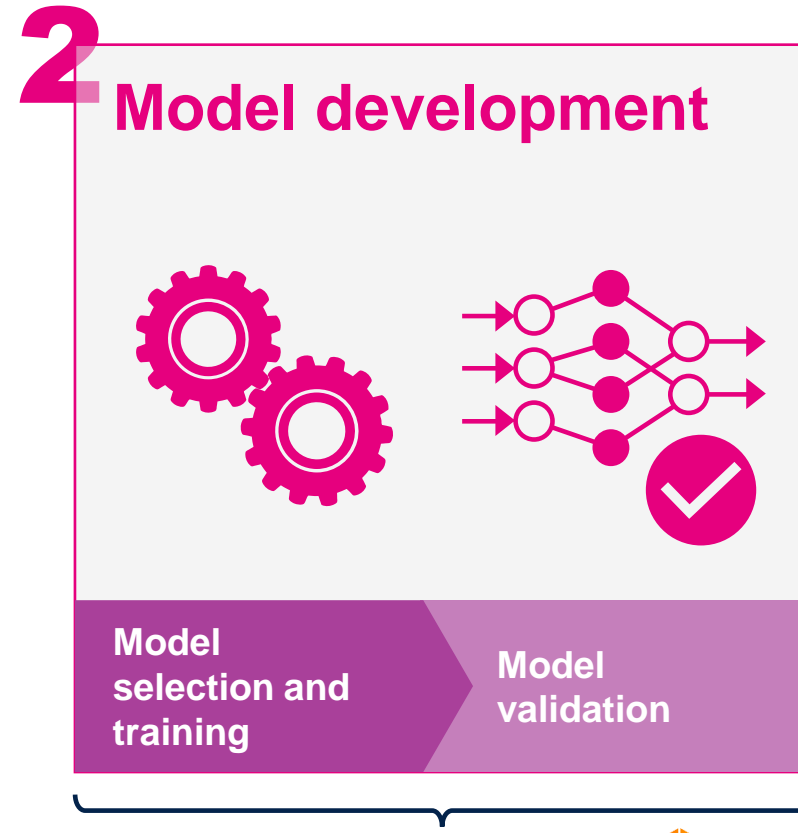 2
Model development
Model
selection and
training
Model
validation